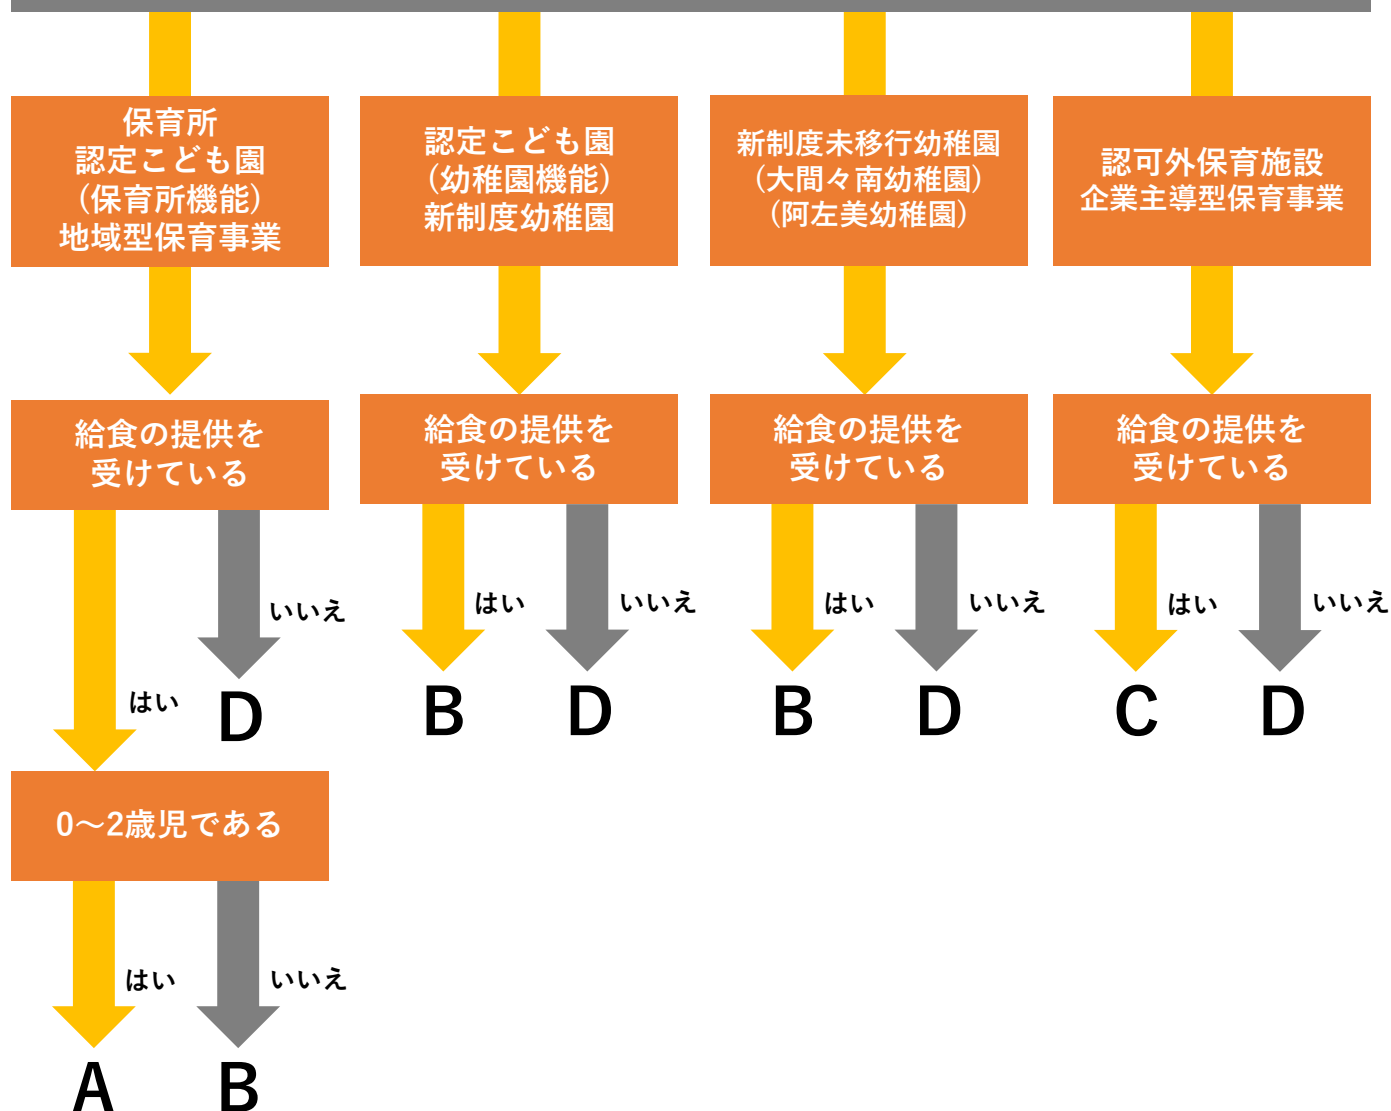 保育所
認定こども園
(保育所機能)
地域型保育事業
認定こども園
(幼稚園機能)
新制度幼稚園
新制度未移行幼稚園
(大間々南幼稚園)
(阿左美幼稚園)
認可外保育施設
企業主導型保育事業
給食の提供を
受けている
給食の提供を
受けている
給食の提供を
受けている
給食の提供を
受けている
いいえ
はい
いいえ
はい
いいえ
はい
いいえ
はい
D
B
D
B
D
C
D
0～2歳児である
はい
いいえ
A
B